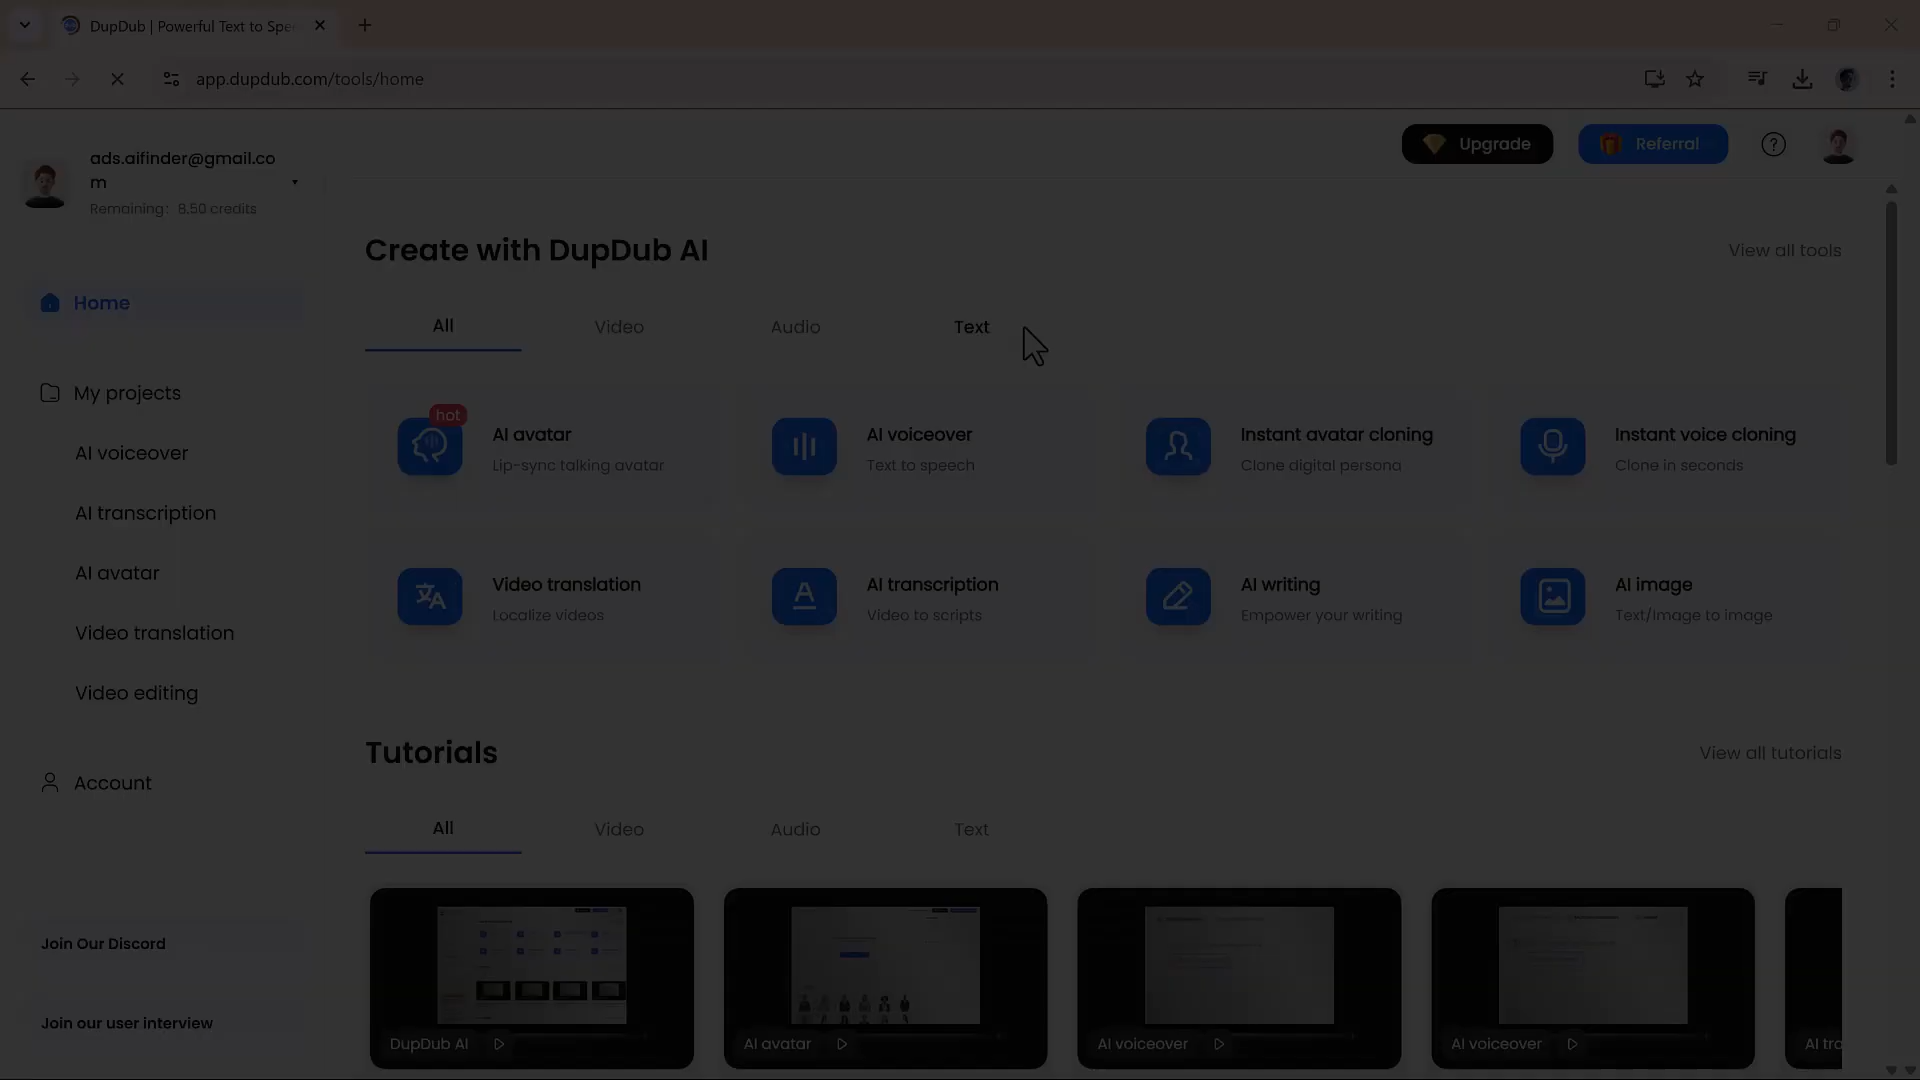 DupDub | Powerful Text to Spe
app.dupdub.com/tools/home
ads.aifinder@gmail.co
m
Remaining: 8.50 credits
Upgrade
Referral
Create with DupDub AI
View all tools
Home
All
Video
Audio
Text
My projects
AI voiceover
AI transcription
AI avatar
Video translation
Video editing
Account
Join Our Discord
Join our user interview
hot
AI avatar
Lip-sync talking avatar
AI voiceover
Text to speech
Instant avatar cloning
Clone digital persona
Instant voice cloning
Clone in seconds
Video translation
Localize videos
AI transcription
Video to scripts
AI writing
Empower your writing
AI image
Text/Image to image
Tutorials
View all tutorials
All
Video
Audio
Text
DupDub AI
AI avatar
AI voiceover
AI voiceover
AI tra